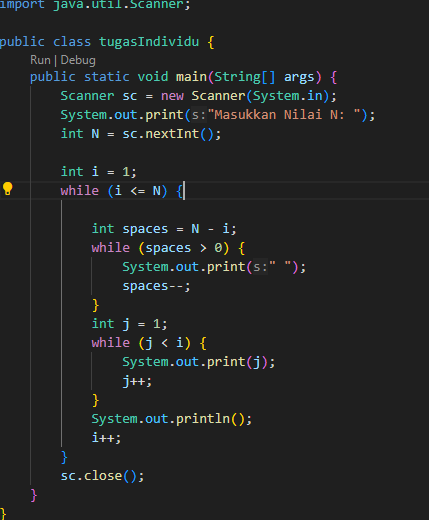 import java.util.Scanner;
public class tugasIndividu {
Run | Debug
public static void main(String[] args) {
Scanner sc = new Scanner(System.in);
System.out.print(s:"Masukkan Nilai N: ");
int N = sc.nextInt();
int i = 1;
while (i <= N) {
int spaces = N - i;
while (spaces > 0) {
System.out.print(s:" ");
spaces--;
}
int j = 1;
while (j < i) {
System.out.print(j);
j++;
}
System.out.println();
i++;
}
sc.close();
}
}